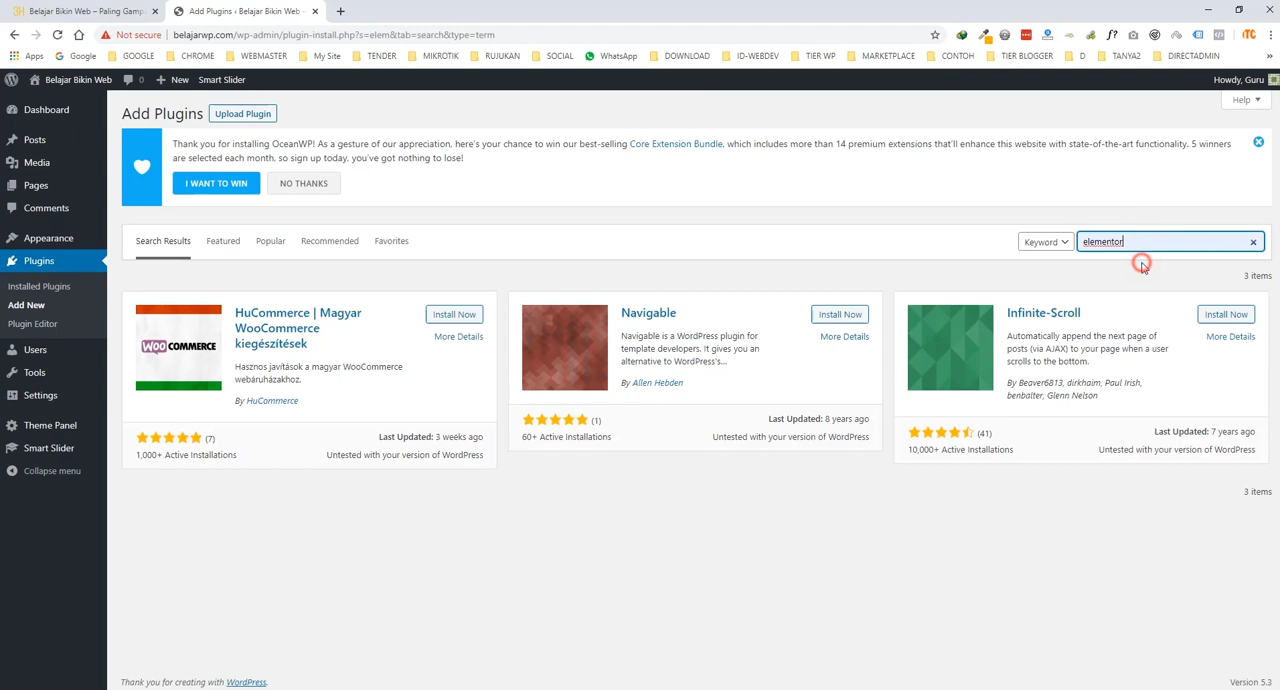 Belajar Bikin Web – Paling Gamp
Add Plugins ‹ Belajar Bikin Web —
Not secure
belajarwp.com/wp-admin/plugin-install.php?s=elem&tab=search&type=term
Apps
Google
GOOGLE
CHROME
WEBMASTER
My Site
TENDER
MIKROTIK
RUJUKAN
SOCIAL
WhatsApp
DOWNLOAD
ID-WEBDEV
TIER WP
MARKETPLACE
CONTOH
TIER BLOGGER
D
TANYA2
DIRECTADMIN
»
Belajar Bikin Web
0
New
Smart Slider
Howdy, Guru
Dashboard
Posts
Media
Pages
Comments
Appearance
Plugins
Installed Plugins
Add New
Plugin Editor
Users
Tools
Settings
Theme Panel
Smart Slider
Collapse menu
Add Plugins
Upload Plugin
Help
Thank you for installing OceanWP! As a gesture of our appreciation, here's your chance to win our best-selling Core Extension Bundle, which includes more than 14 premium extensions that'll enhance this website with state-of-the-art functionality. 5 winners
are selected each month, so sign up today, you've got nothing to lose!
I WANT TO WIN
NO THANKS
Search Results
Featured
Popular
Recommended
Favorites
Keyword
elementor
3 items
WOO COMMERCE
HuCommerce | Magyar
WooCommerce
kiegészítések
Install Now
More Details
Hasznos javítások a magyar WooCommerce
webáruházakhoz.
By HuCommerce
(7)
Last Updated: 3 weeks ago
1,000+ Active Installations
Untested with your version of WordPress
Navigable
Install Now
More Details
Navigable is a WordPress plugin for
template developers. It gives you an
alternative to WordPress's...
By Allen Hebden
(1)
Last Updated: 8 years ago
60+ Active Installations
Untested with your version of WordPress
Infinite-Scroll
Install Now
More Details
Automatically append the next page of
posts (via AJAX) to your page when a user
scrolls to the bottom.
By Beaver6813, dirkhaim, Paul Irish,
benbalter, Glenn Nelson
(41)
Last Updated: 7 years ago
10,000+ Active Installations
Untested with your version of WordPress
3 items
Thank you for creating with WordPress.
Version 5.3